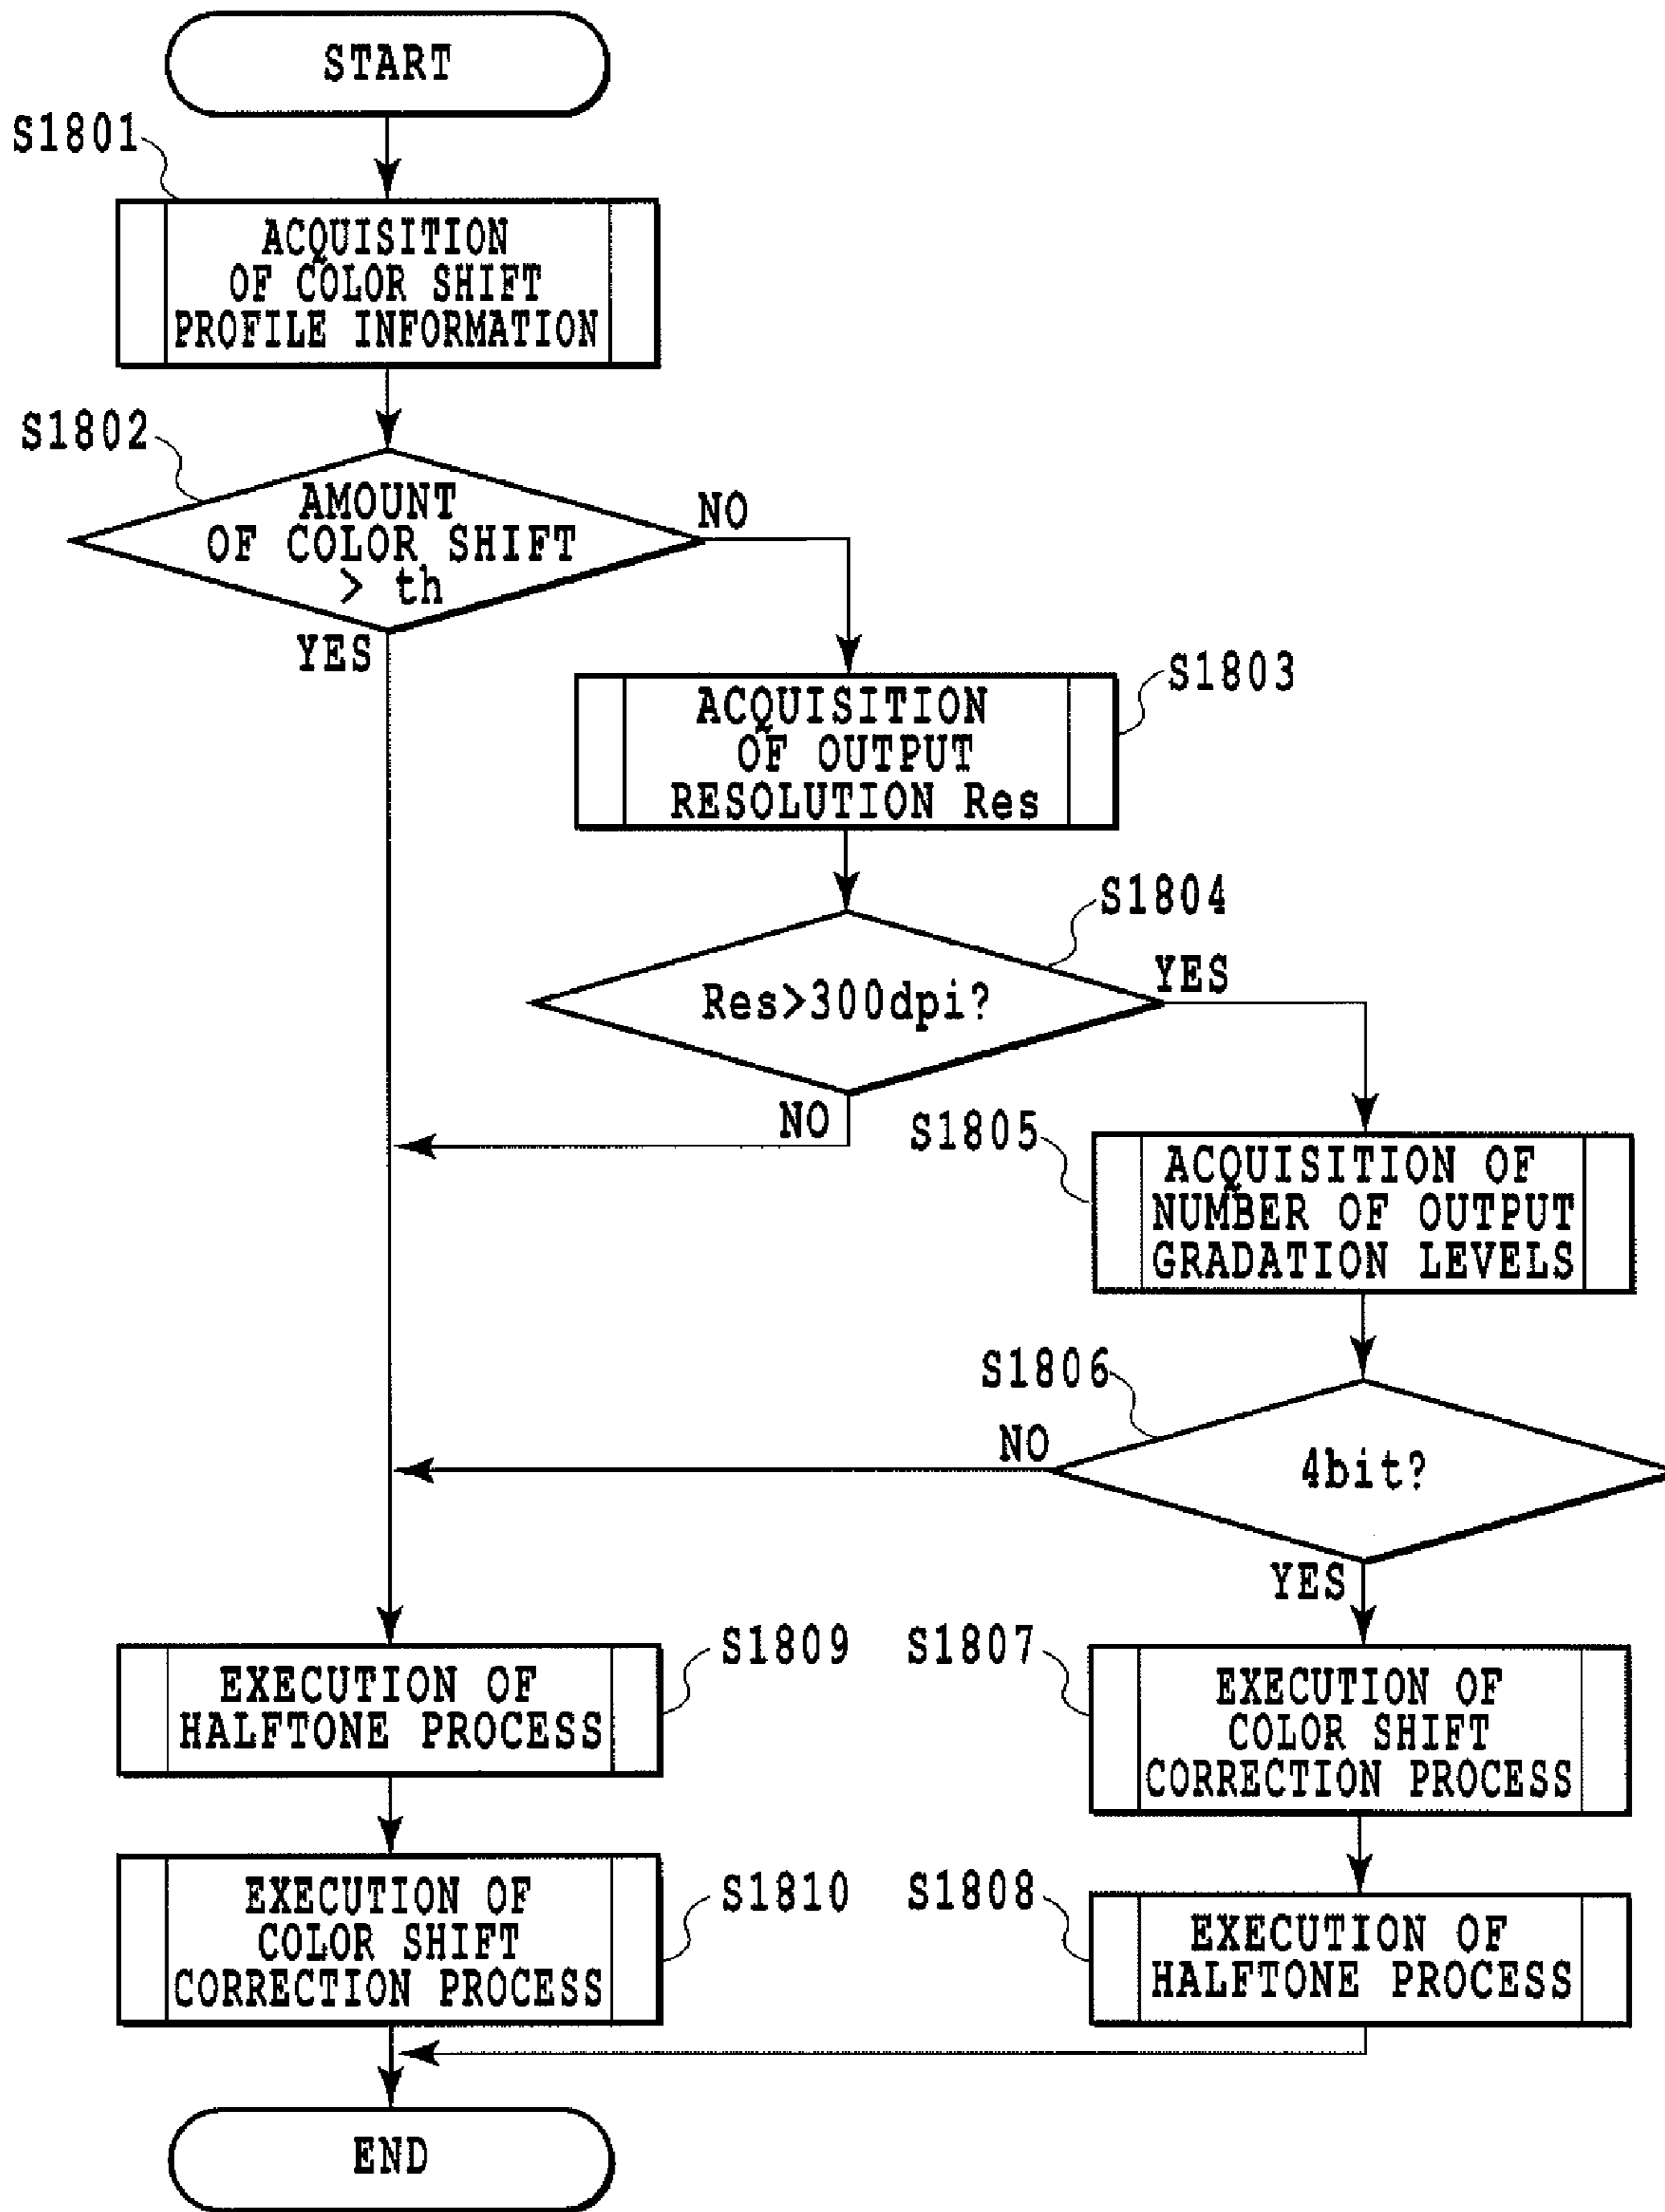 START
S1801
ACQUISITION
OF COLOR SHIFT
PROFILE INFORMATION
S1802
AMOUNT
OF COLOR SHIFT
> th
NO
YES
S1803
ACQUISITION
OF OUTPUT
RESOLUTION Res
S1804
Res>300dpi?
YES
NO
S1805
ACQUISITION OF
NUMBER OF OUTPUT
GRADATION LEVELS
S1806
4bit?
NO
YES
S1809
EXECUTION OF
HALFTONE PROCESS
S1807
EXECUTION OF
COLOR SHIFT
CORRECTION PROCESS
S1810
EXECUTION OF
COLOR SHIFT
CORRECTION PROCESS
S1808
EXECUTION OF
HALFTONE PROCESS
END